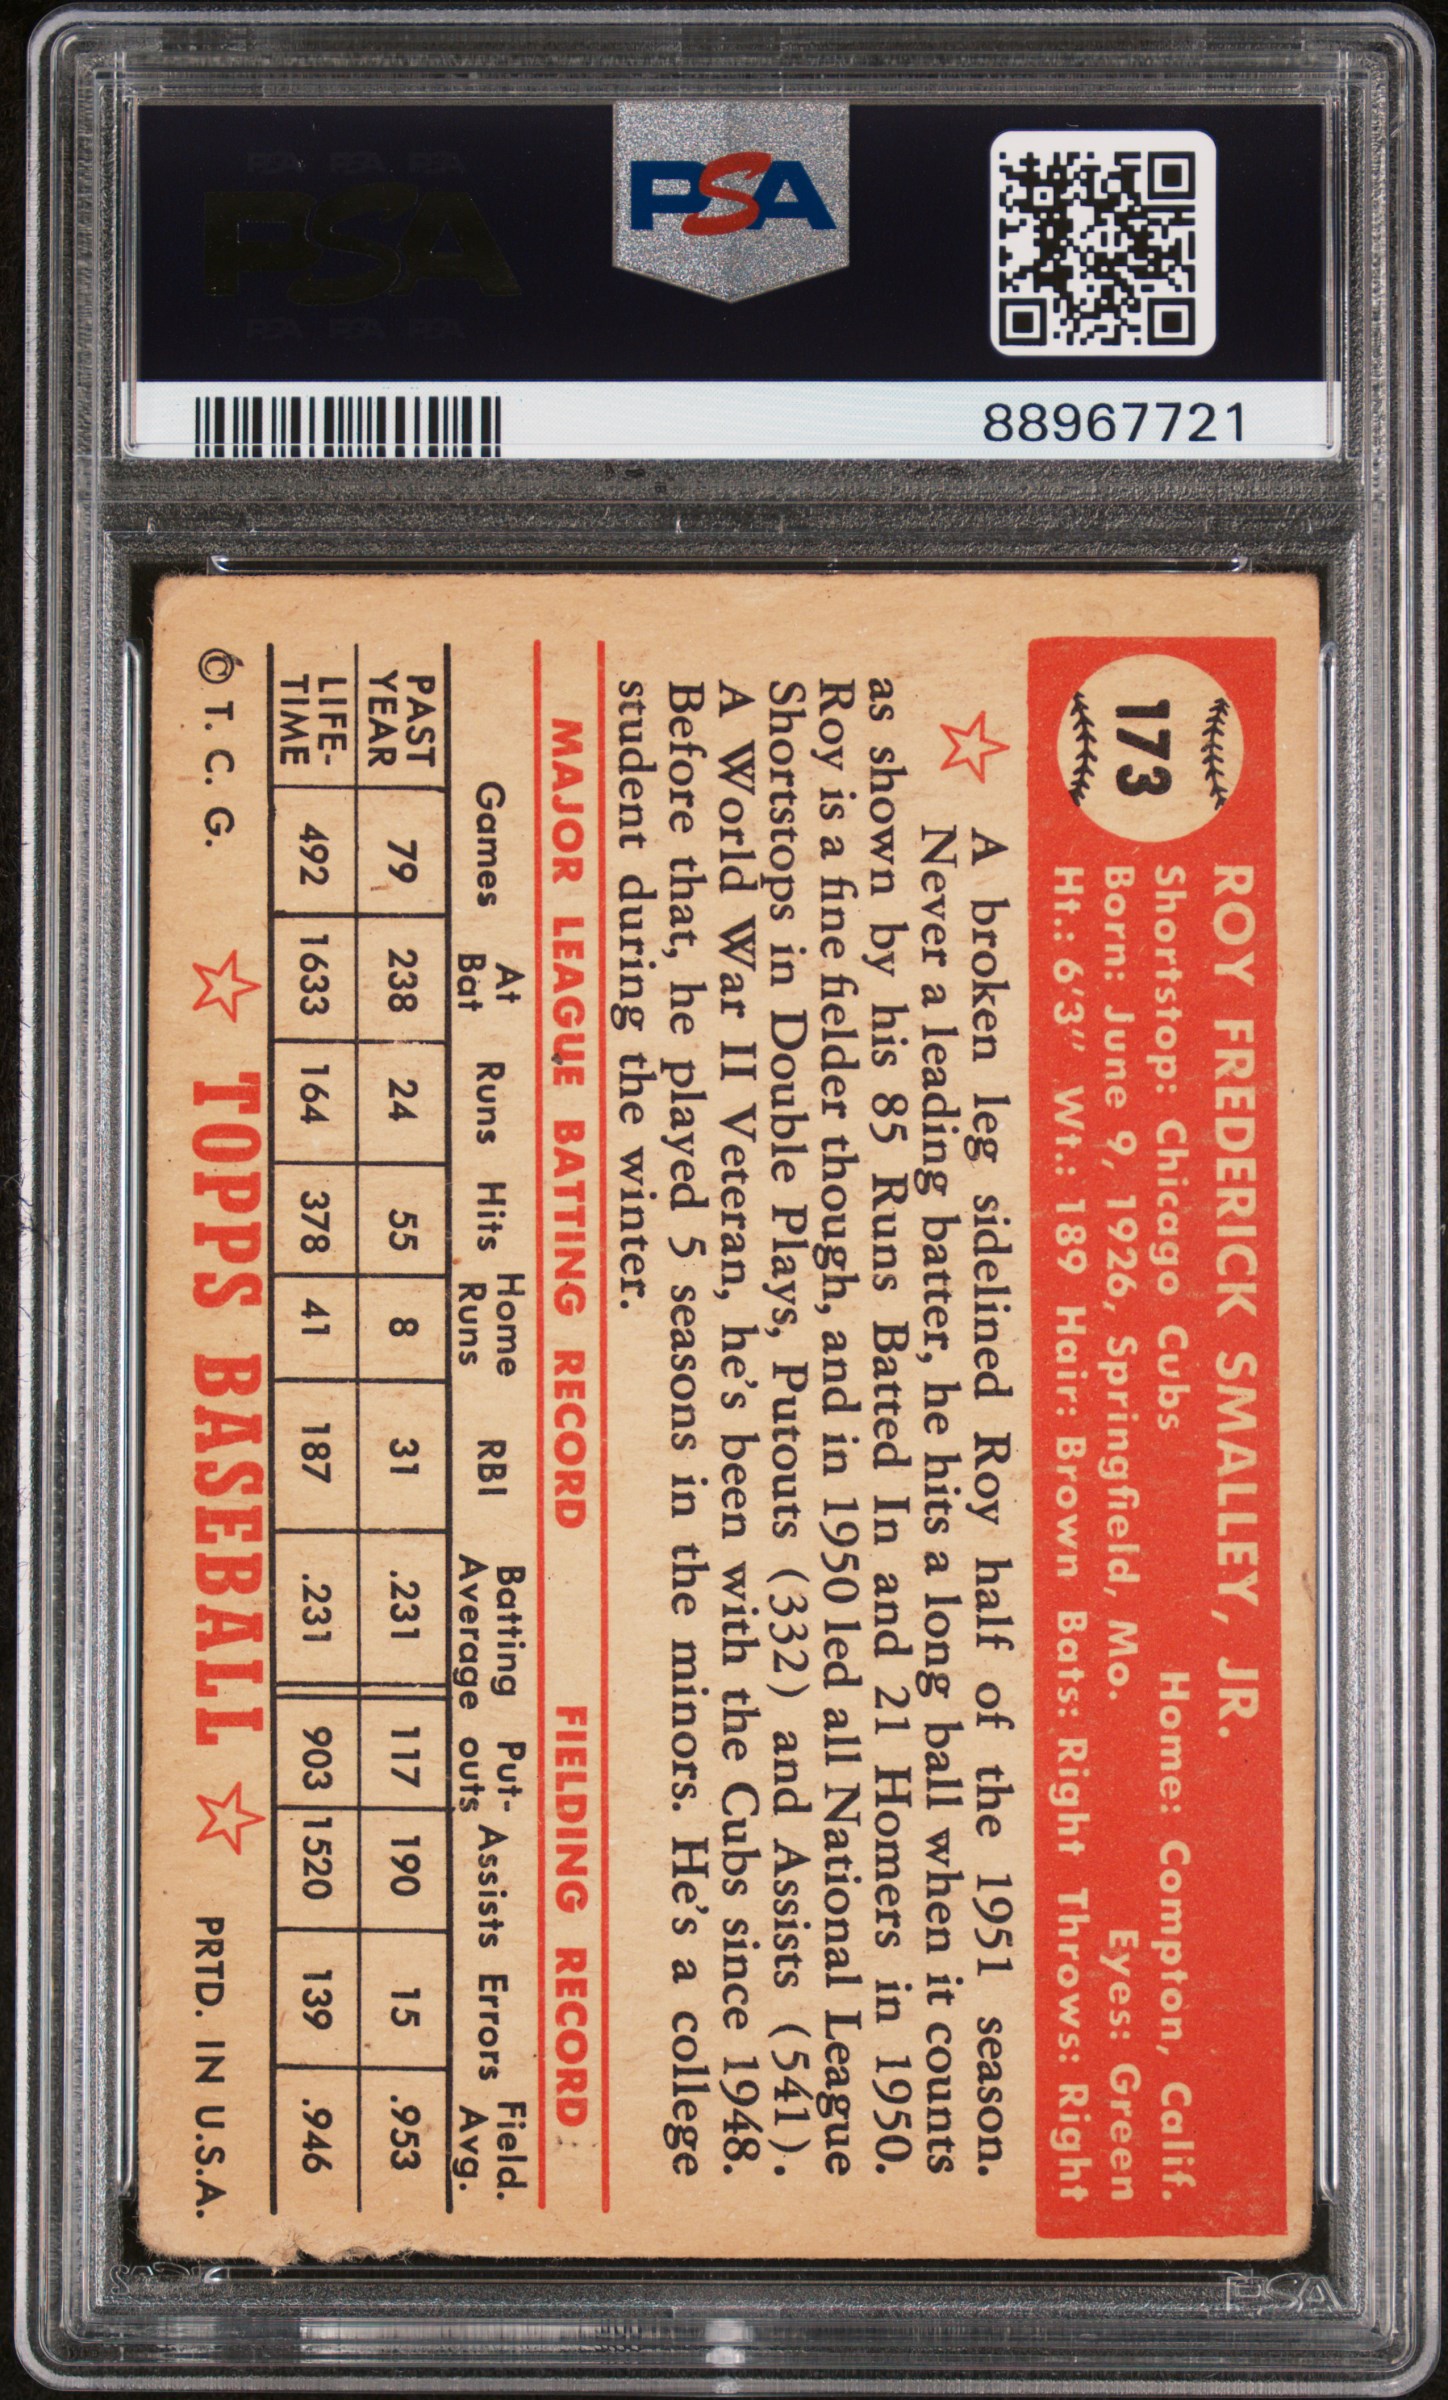 PSA
PSA PSA PSA
PSA
PSA PSA PSA
88967721
173
ROY FREDERICK SMALLEY, JR.
Shortstop: Chicago Cubs Home: Compton, Calif.
Born: June 9, 1926, Springfield, Mo. Eyes: Green
Ht.: 6'3" Wt.: 189 Hair: Brown Bats: Right Throws: Right
A broken leg sidelined Roy half of the 1951 season.
Never a leading batter, he hits a long ball when it counts
as shown by his 85 Runs Batted In and 21 Homers in 1950.
Roy is a fine fielder though, and in 1950 led all National League
Shortstops in Double Plays, Putouts (332) and Assists (541).
A World War II Veteran, he's been with the Cubs since 1948.
Before that, he played 5 seasons in the minors. He's a college
student during the winter.
MAJOR LEAGUE BATTING RECORD FIELDING RECORD
Games At Bat Runs Hits Home Runs RBI Batting Average Put-outs Assists Errors Field. Avg.
PAST YEAR 79 238 24 55 8 31 .231 117 190 15 .953
LIFE-TIME 492 1633 164 378 41 187 .231 903 1520 139 .946
© T. C. G. TOPPS BASEBALL PRTD. IN U.S.A.
PSA